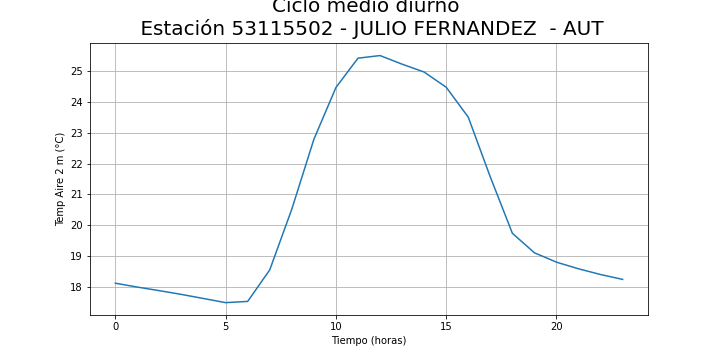 Ciclo medio diurno
Estación 53115502 - JULIO FERNANDEZ - AUT
25
24
23
22
21
20
19
18
Temp Aire 2 m (°C)
0 5 10 15 20
Tiempo (horas)